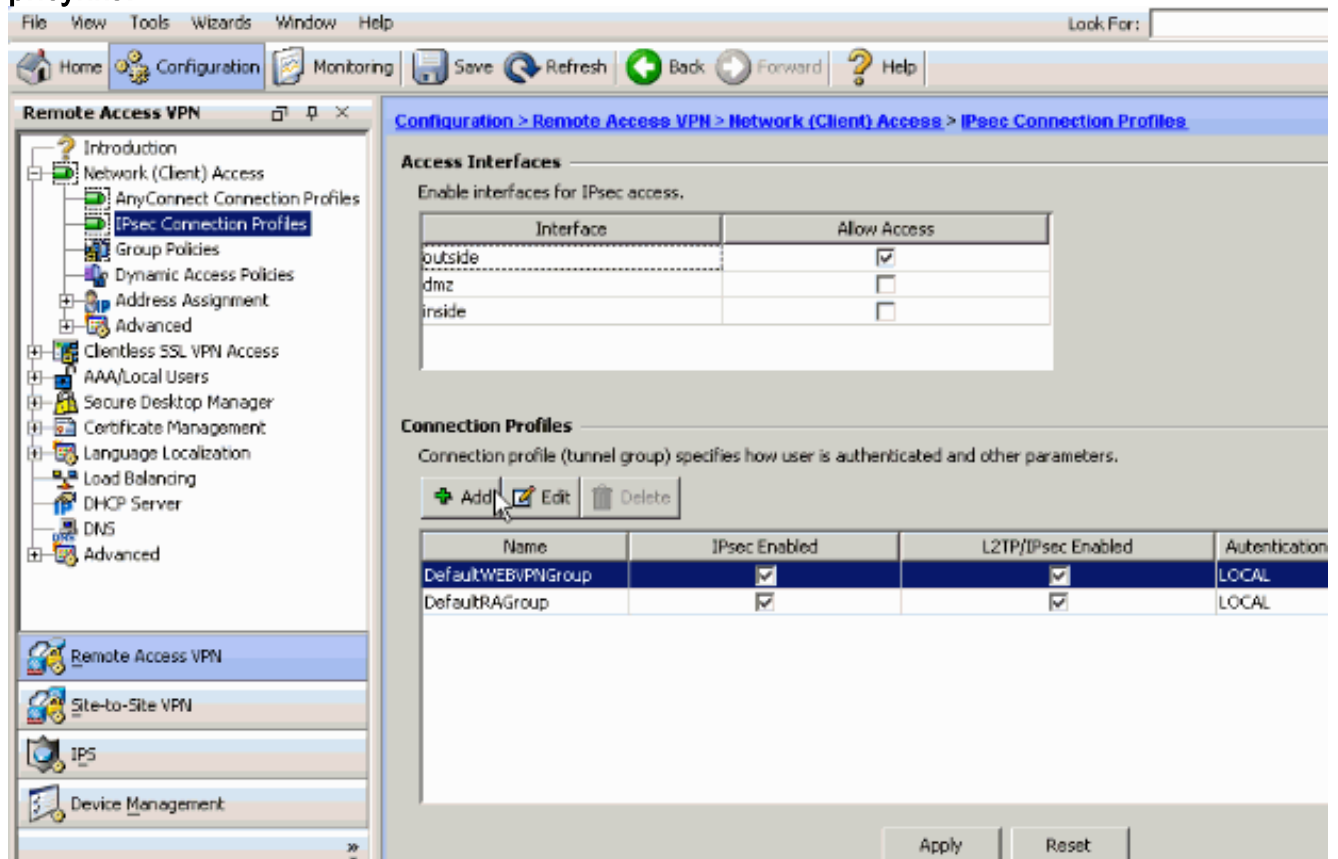 File View Tools Wizards Window Help Look For:
Home Configuration Monitoring Save Refresh Back Forward Help
Remote Access VPN
Introduction
Network (Client) Access
AnyConnect Connection Profiles
IPsec Connection Profiles
Group Policies
Dynamic Access Policies
Address Assignment
Advanced
Clientless SSL VPN Access
AAA/Local Users
Secure Desktop Manager
Certificate Management
Language Localization
Load Balancing
DHCP Server
DNS
Advanced
Remote Access VPN
Site-to-Site VPN
IPS
Device Management
Configuration > Remote Access VPN > Network (Client) Access > IPsec Connection Profiles
Access Interfaces
Enable interfaces for IPsec access.
Interface Allow Access
outside
dmz
inside
Connection Profiles
Connection profile (tunnel group) specifies how user is authenticated and other parameters.
Add Edit Delete
Name IPsec Enabled L2TP/IPsec Enabled Autentication
DefaultWEBVPNGroup LOCAL
DefaultRAGroup LOCAL
Apply Reset